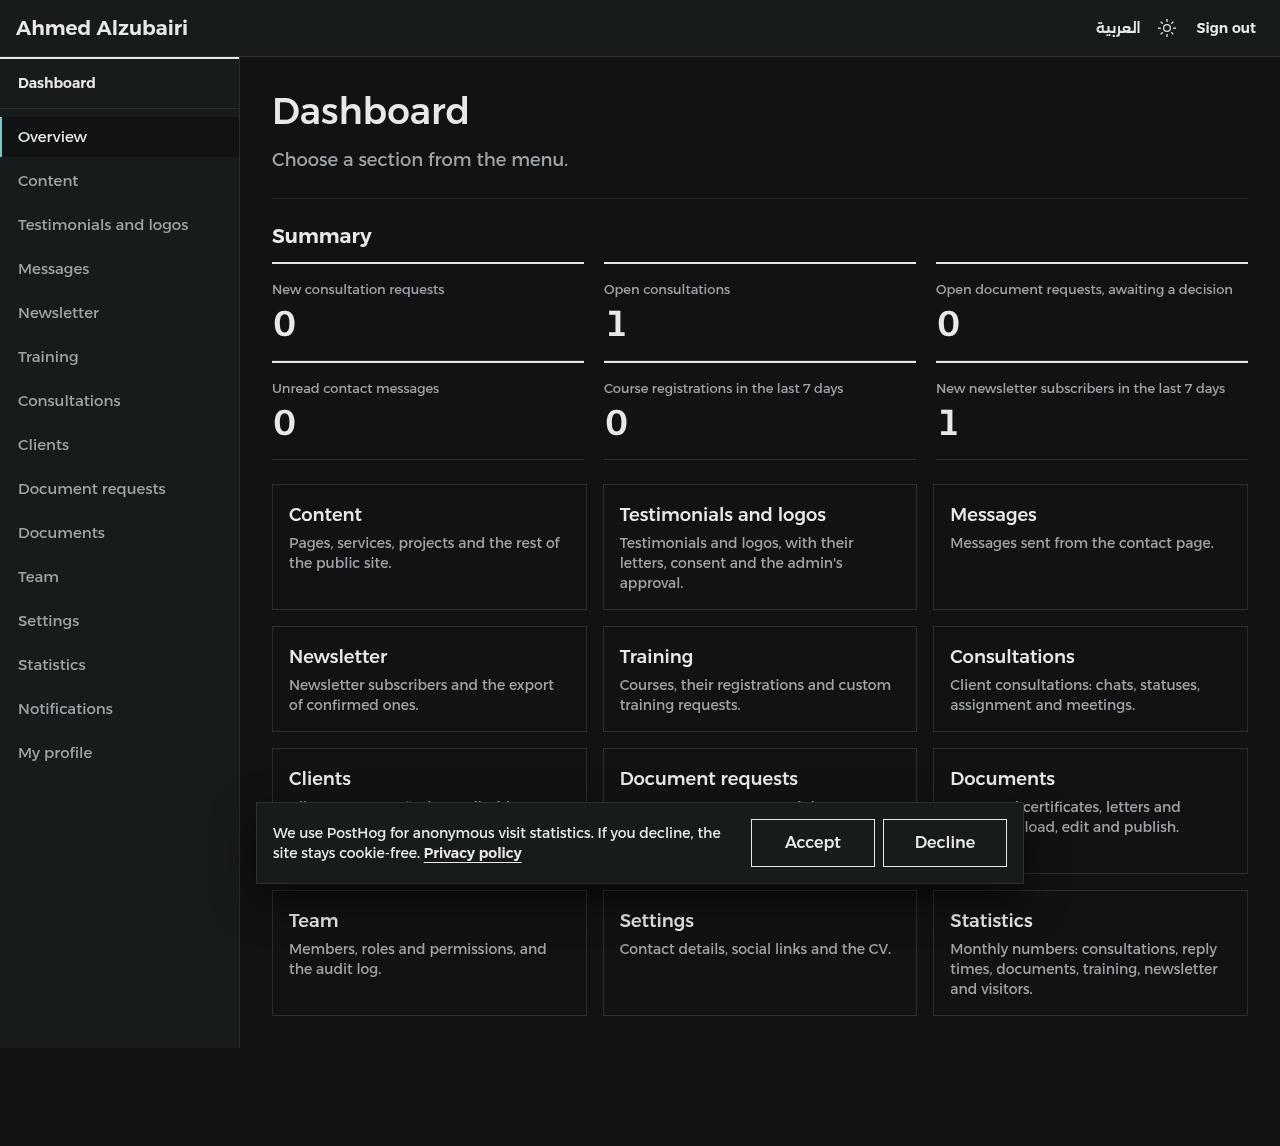 Ahmed Alzubairi
العربية
Sign out
Dashboard
Overview
Content
Testimonials and logos
Messages
Newsletter
Training
Consultations
Clients
Document requests
Documents
Team
Settings
Statistics
Notifications
My profile
Dashboard
Choose a section from the menu.
Summary
New consultation requests
0
Open consultations
1
Open document requests, awaiting a decision
0
Unread contact messages
0
Course registrations in the last 7 days
0
New newsletter subscribers in the last 7 days
1
Content
Pages, services, projects and the rest of
the public site.
Testimonials and logos
Testimonials and logos, with their
letters, consent and the admin's
approval.
Messages
Messages sent from the contact page.
Newsletter
Newsletter subscribers and the export
of confirmed ones.
Training
Courses, their registrations and custom
training requests.
Consultations
Client consultations: chats, statuses,
assignment and meetings.
Clients
Document requests
Documents
certificates, letters and
load, edit and publish.
We use PostHog for anonymous visit statistics. If you decline, the
site stays cookie-free. Privacy policy
Accept
Decline
Team
Members, roles and permissions, and
the audit log.
Settings
Contact details, social links and the CV.
Statistics
Monthly numbers: consultations, reply
times, documents, training, newsletter
and visitors.